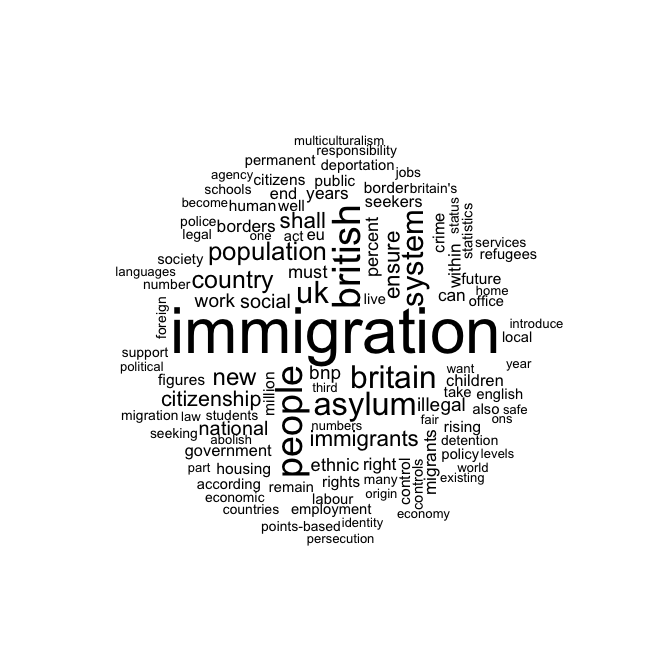 multiculturalism
responsibility
permanent
deportation
agency
citizens
public
jobs
schools
end
years
border
britain's
become
human
well
seekers
police
borders
shall
british
percent
ensure
system
crime
status
statistics
legal
one
act
eu
within
services
population
refugees
society
must
languages
country
future
number
uk
live
can
home
office
work
social
foreign
immigration
introduce
local
support
political
year
figures
new
million
people
bnp
britain
want
children
third
take
english
citizenship
asylum
illegal
also
safe
migration
law
students
fair
ons
seeking
national
numbers
rising
abolish
immigrants
migrants
detention
government
policy
levels
part
housing
ethnic
right
control
controls
world
according
remain
rights
many
existing
economic
labour
origin
countries
employment
economy
points-based
identity
persecution